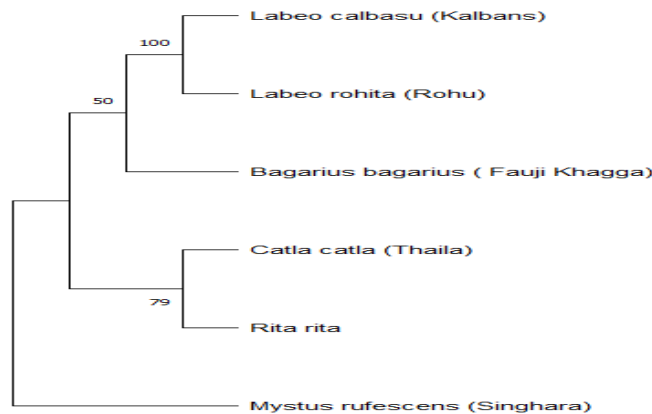 Labeo calbasu (Kalbans)
100
Labeo rohita (Rohu)
50
Bagarius bagarius ( Fauji Khagga)
Catla catla (Thaila)
79
Rita rita
Mystus rufescens (Singhara)